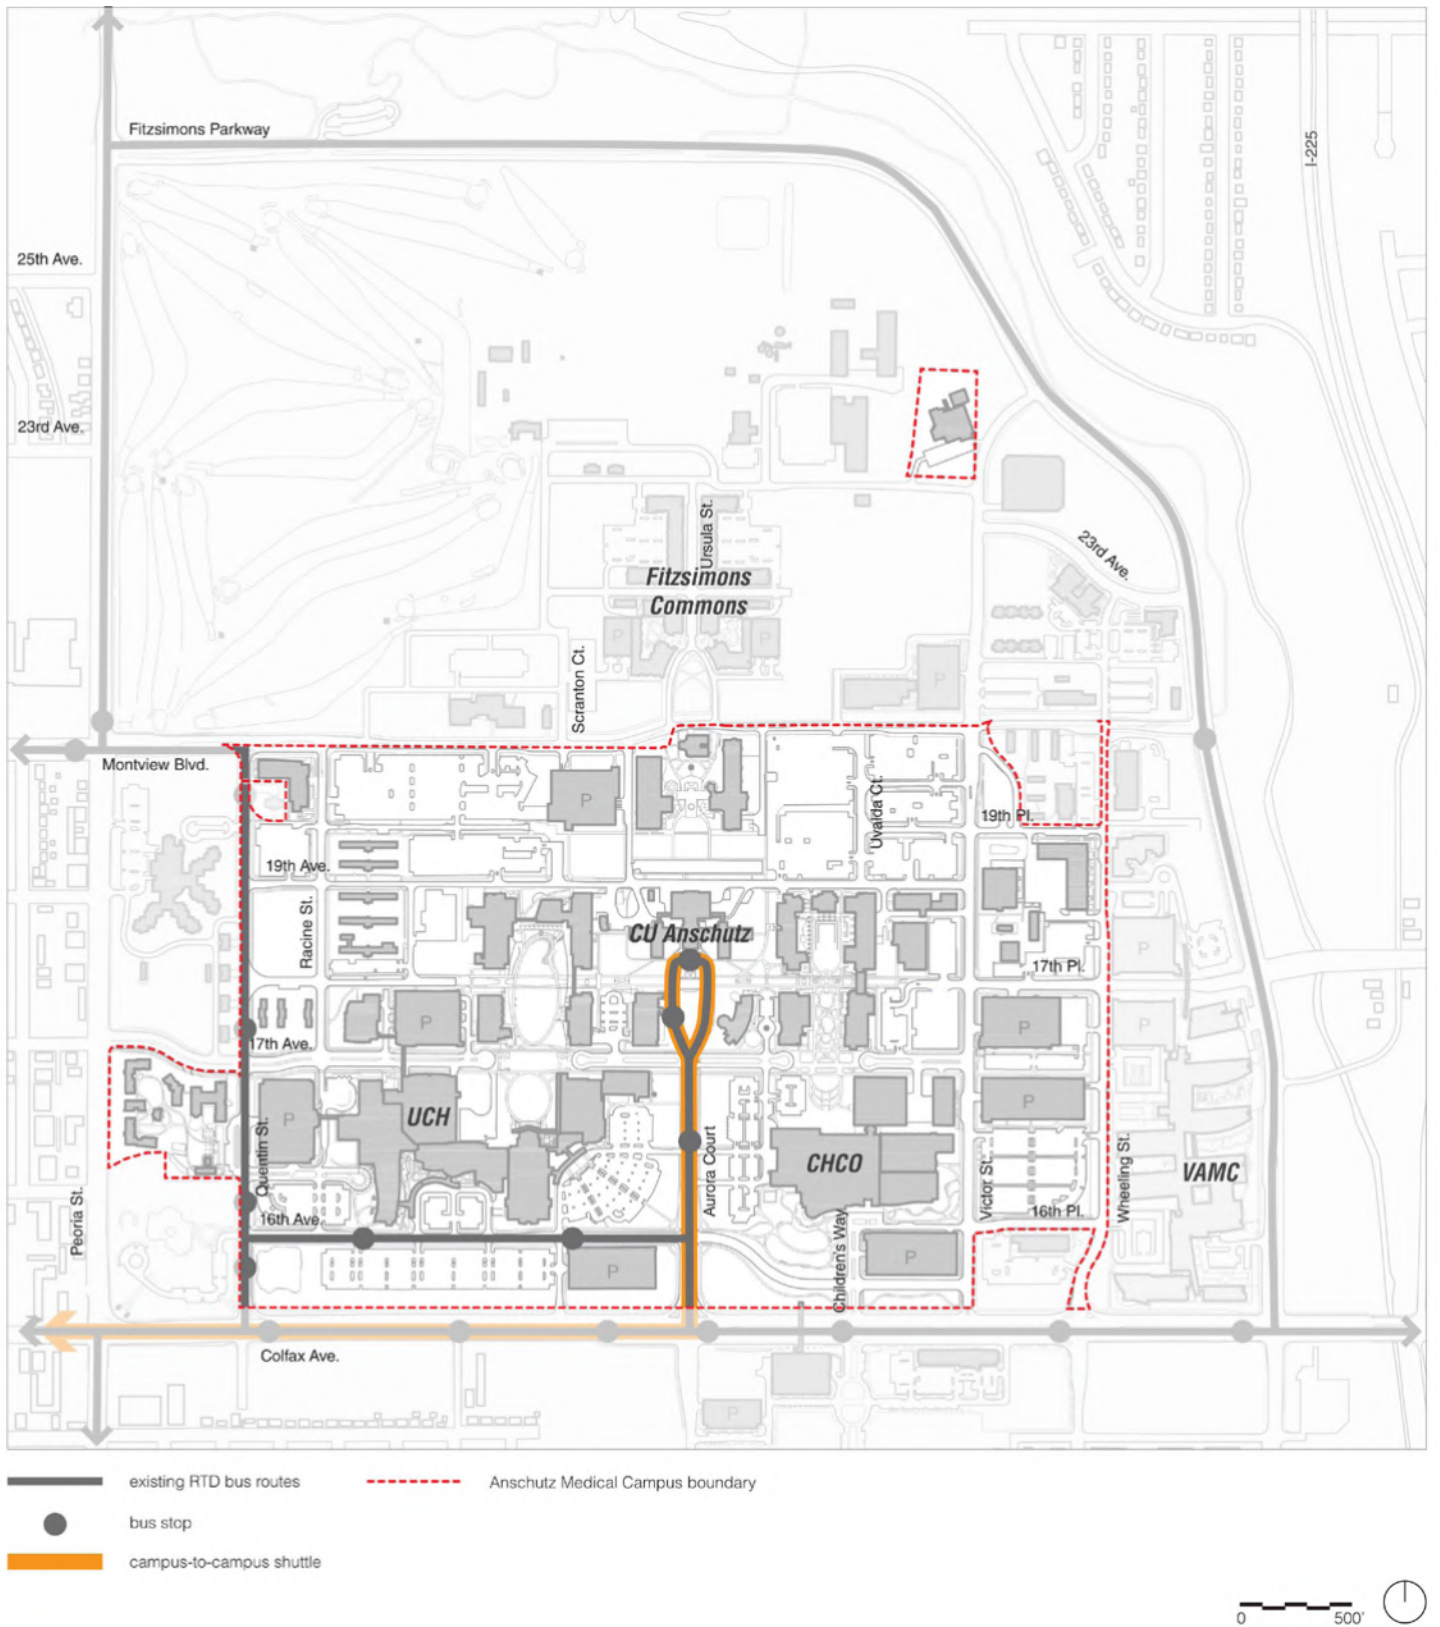 Fitzsimons Parkway
I-225
25th Ave.
23rd Ave.
Ursula St.
23rd Ave.
Fitzsimons
Commons
P
P
P
Scranton Ct.
Montview Blvd.
P
Uvalda Ct.
19th Pl.
19th Ave.
Racine St.
CU Anschutz
P
17th Pl.
P
P
P
17th Ave.
P
UCH
P
Quentin St.
Aurora Court
CHCO
Victor St.
Wheeling St.
VAMC
Peoria St.
16th Ave.
16th Pl.
Children's Way
P
P
Colfax Ave.
P
existing RTD bus routes
Anschutz Medical Campus boundary
bus stop
campus-to-campus shuttle
0 500'